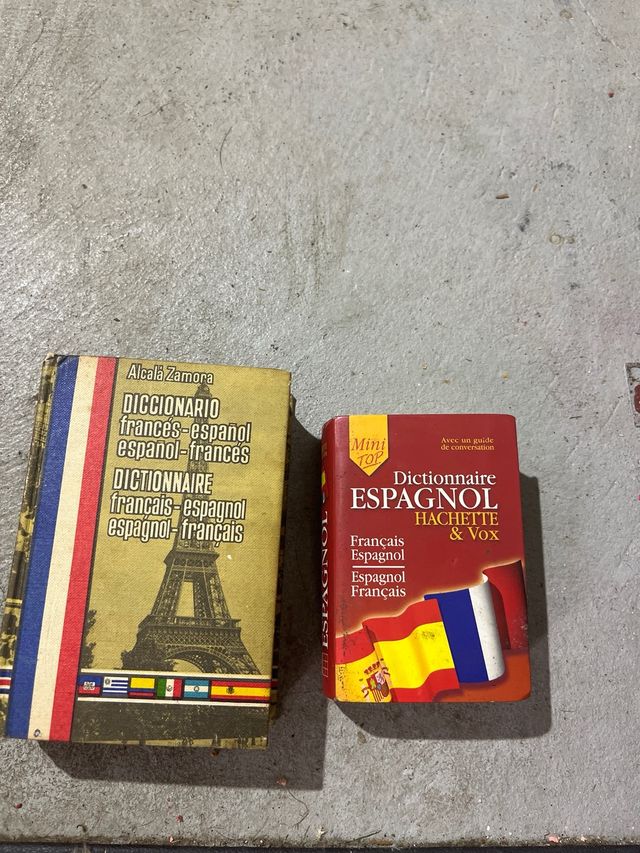 Alcalá Zamora
DICCIONARIO
francés-español
español-francés
DICTIONNAIRE
français-espagnol
espagnol-français
Mini
TOP
Avec un guide
de conversation
Dictionnaire
ESPAGNOL
HACHETTE
& VOX
Français
Espagnol
Espagnol
Français
ESPAGNOL